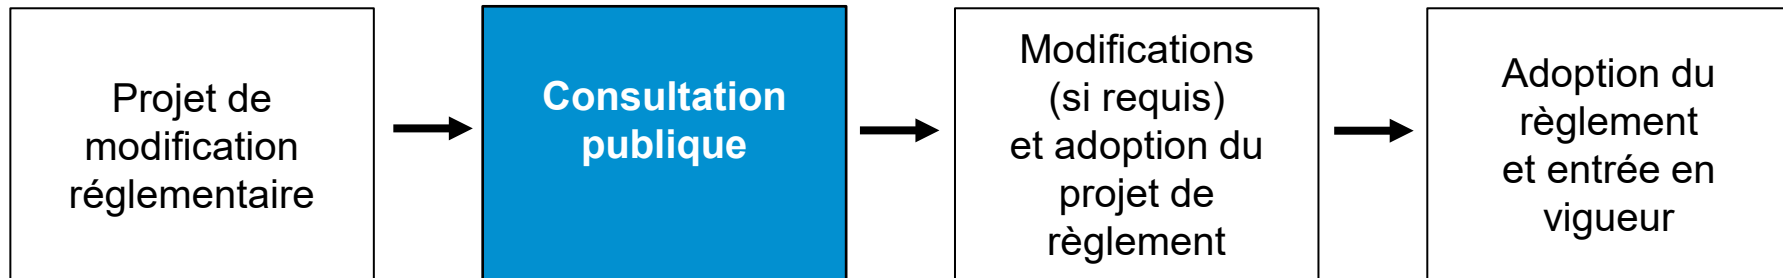 Projet de
modification
réglementaire
Consultation
publique
Modifications
(si requis)
et adoption du
projet de
règlement
Adoption du
règlement
et entrée en
vigueur